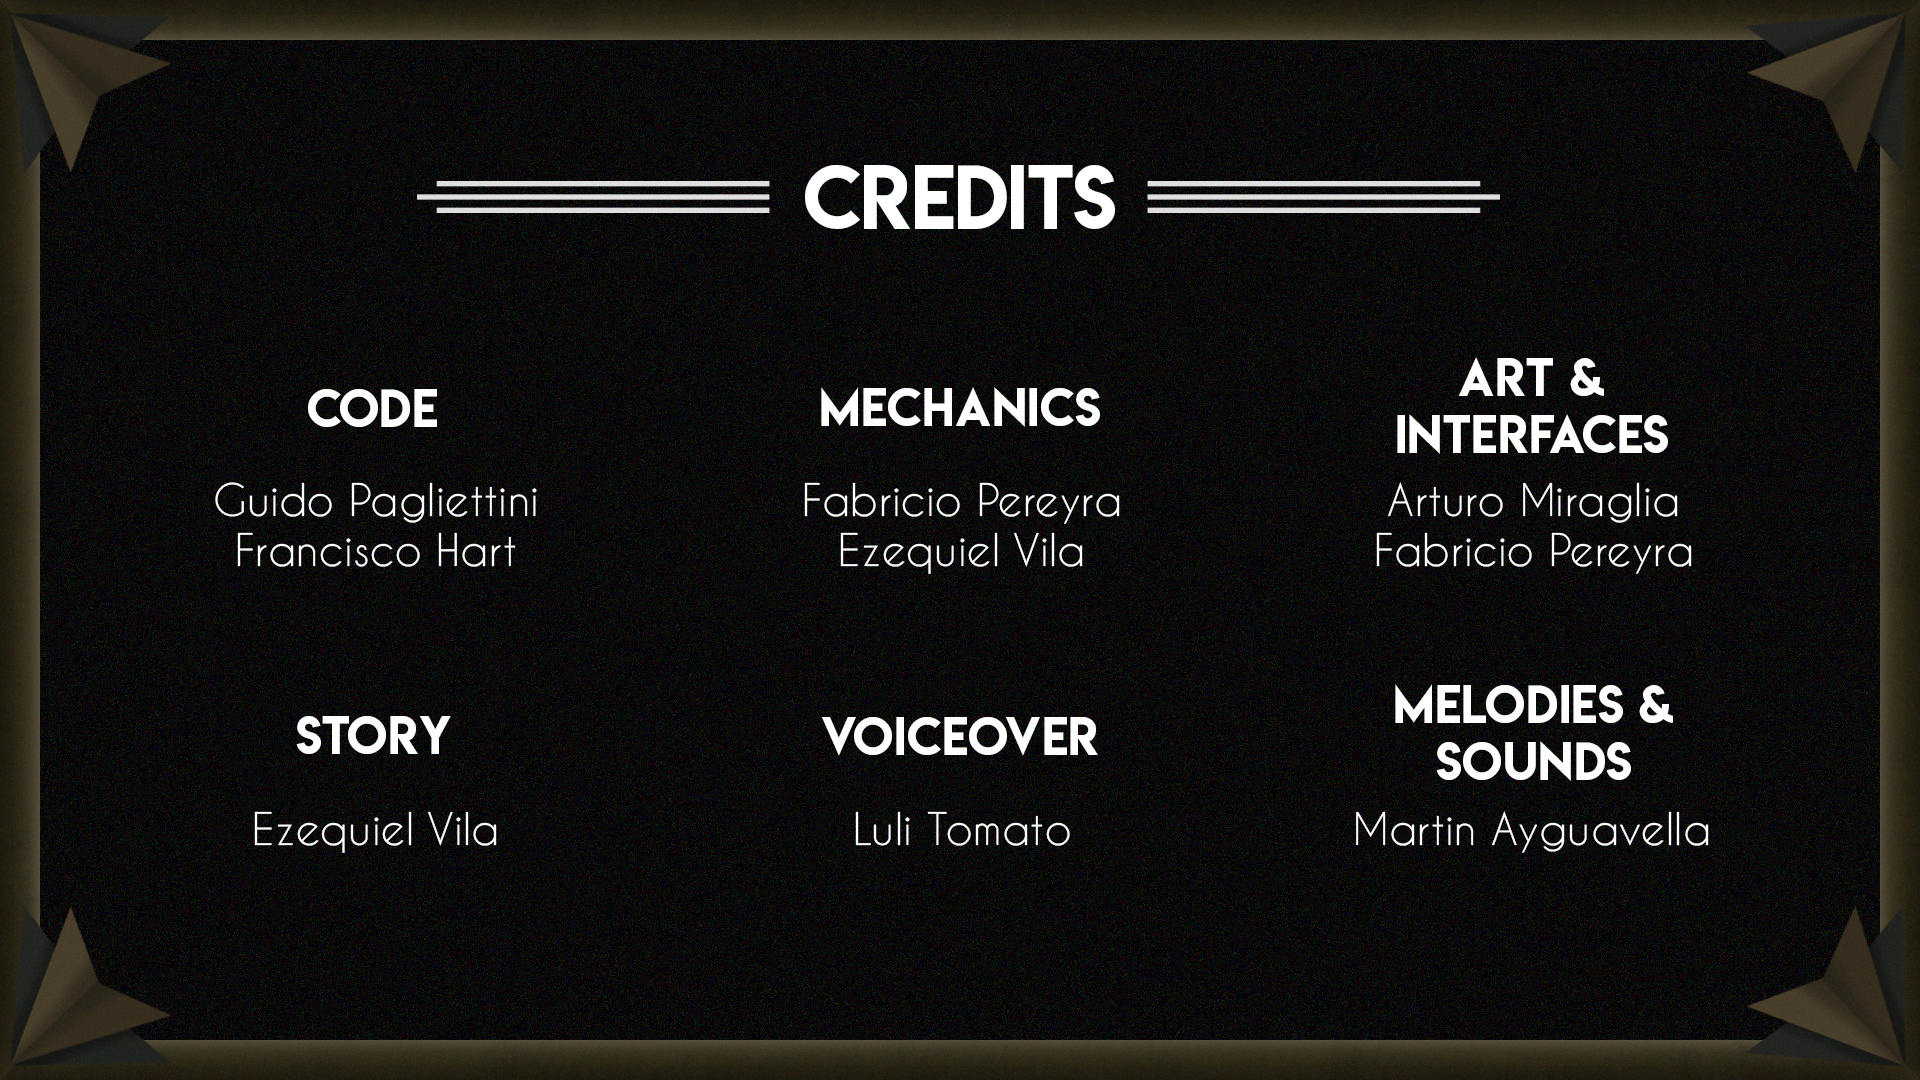 CREDITS
CODE
Guido Pagliettini
Francisco Hart
MECHANICS
Fabricio Pereyra
Ezequiel Vila
ART &
INTERFACES
Arturo Miraglia
Fabricio Pereyra
STORY
Ezequiel Vila
VOICEOVER
Luli Tomato
MELODIES &
SOUNDS
Martin Ayguavella